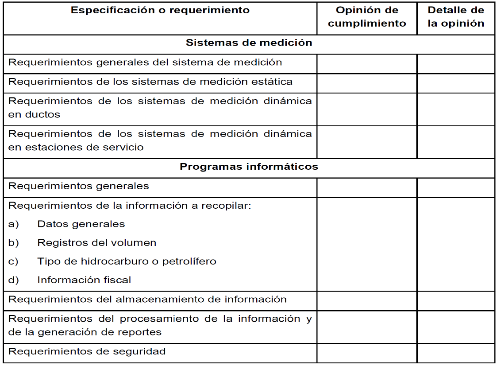 Especificación o requerimiento Opinión de Detalle de
cumplimiento la opinión
Sistemas de medición
Requerimientos generales del sistema de medición
Requerimientos de los sistemas de medición estática
Requerimientos de los sistemas de medición dinámica
en ductos
Requerimientos de los sistemas de medición dinámica
en estaciones de servicio
Programas informáticos
Requerimientos generales
Requerimientos de la información a recopilar:
a) Datos generales
b) Registros del volumen
c) Tipo de hidrocarburo o petrolífero
d) Información fiscal
Requerimientos del almacenamiento de información
Requerimientos del procesamiento de la información y
de la generación de reportes
Requerimientos de seguridad